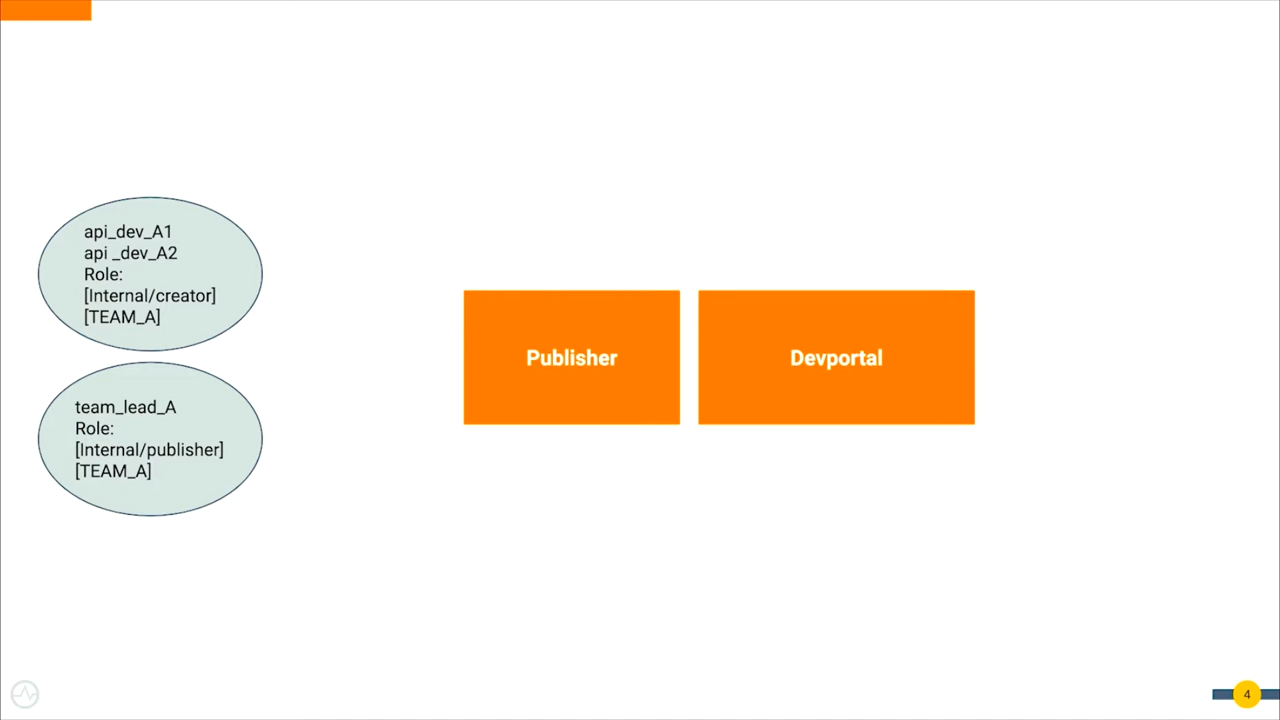 api_dev_A1
api _dev_A2
Role:
[Internal/creator]
[TEAM_A]
team_lead_A
Role:
[Internal/publisher]
[TEAM_A]
Publisher
Devportal
4